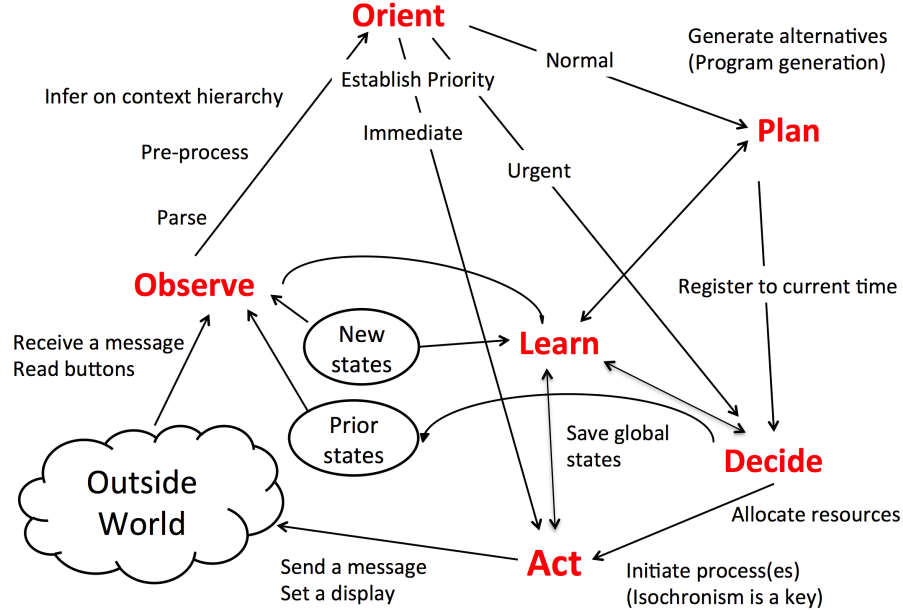 Orient
Generate alternatives
(Program generation)
Normal
Establish Priority
Infer on context hierarchy
Immediate
Plan
Pre-process
Urgent
Parse
Observe
Register to current time
Receive a message
Read buttons
New
states
Learn
Prior
states
Save global
states
Decide
Outside
World
Allocate resources
Act
Send a message
Set a display
Initiate process(es)
(Isochronism is a key)